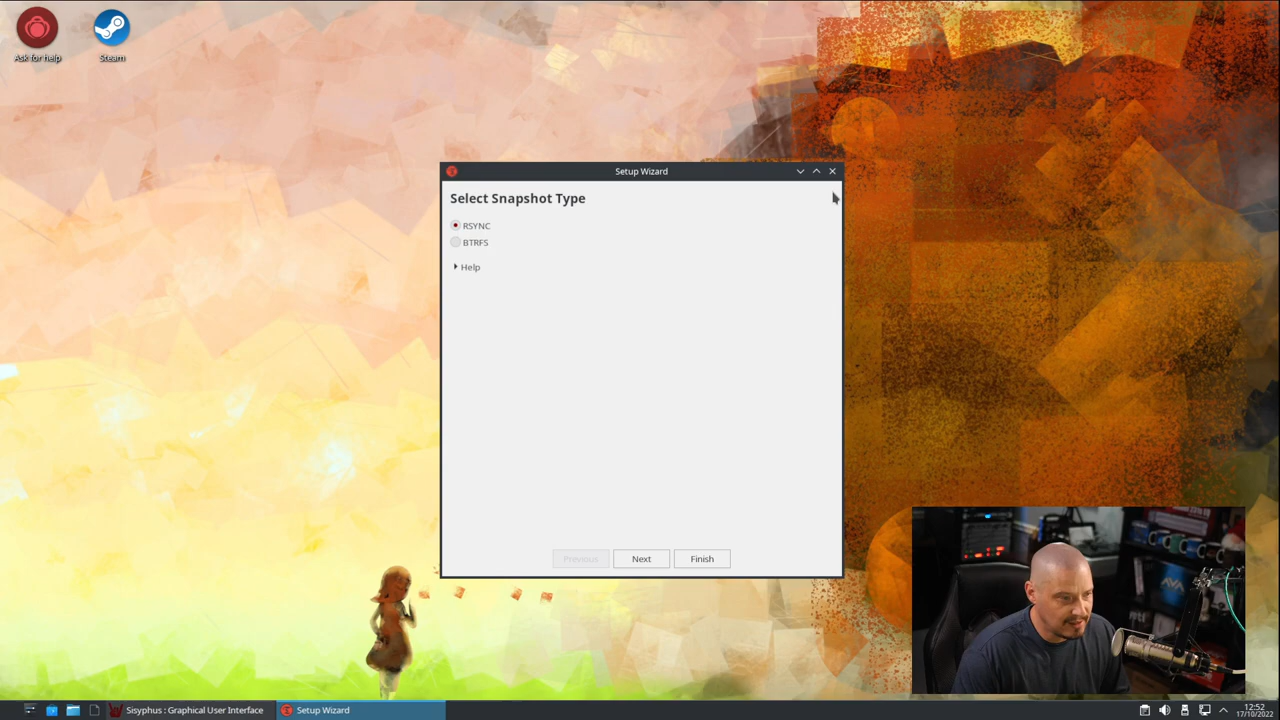 Ask for help
Steam
Setup Wizard
Select Snapshot Type
RSYNC
BTRFS
Help
Previous
Next
Finish
AVA
Sisyphus : Graphical User Interface
Setup Wizard
12:52
17/10/2022